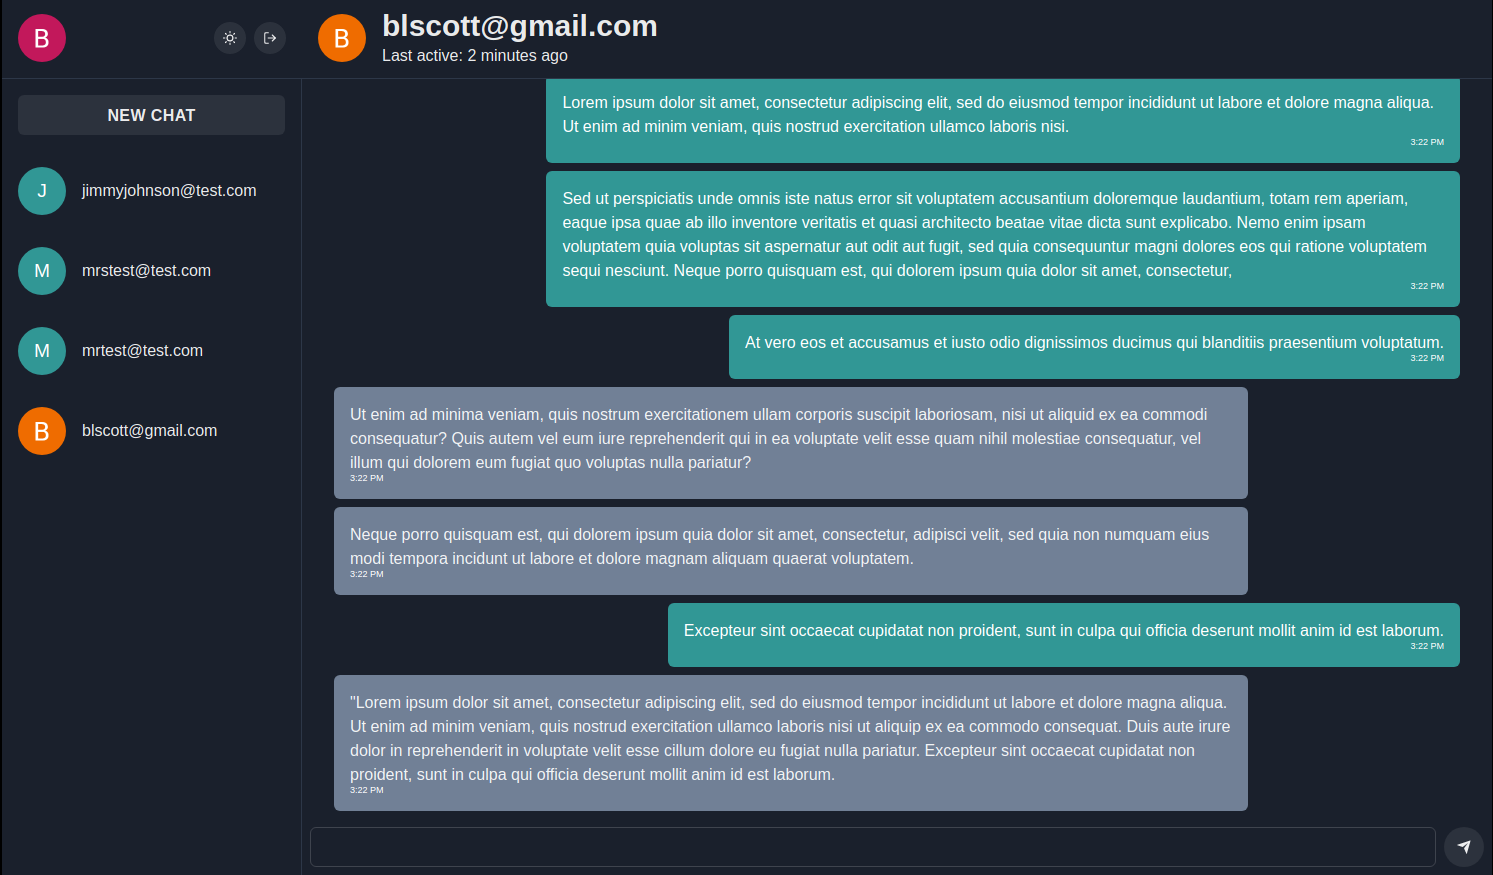 B
B
blscott@gmail.com
Last active: 2 minutes ago
NEW CHAT
J
jimmyjohnson@test.com
M
mrstest@test.com
M
mrtest@test.com
B
blscott@gmail.com
Lorem ipsum dolor sit amet, consectetur adipiscing elit, sed do eiusmod tempor incididunt ut labore et dolore magna aliqua.
Ut enim ad minim veniam, quis nostrud exercitation ullamco laboris nisi.
3:22 PM
Sed ut perspiciatis unde omnis iste natus error sit voluptatem accusantium doloremque laudantium, totam rem aperiam,
eaque ipsa quae ab illo inventore veritatis et quasi architecto beatae vitae dicta sunt explicabo. Nemo enim ipsam
voluptatem quia voluptas sit aspernatur aut odit aut fugit, sed quia consequuntur magni dolores eos qui ratione voluptatem
sequi nesciunt. Neque porro quisquam est, qui dolorem ipsum quia dolor sit amet, consectetur,
3:22 PM
At vero eos et accusamus et iusto odio dignissimos ducimus qui blanditiis praesentium voluptatum.
3:22 PM
Ut enim ad minima veniam, quis nostrum exercitationem ullam corporis suscipit laboriosam, nisi ut aliquid ex ea commodi
consequatur? Quis autem vel eum iure reprehenderit qui in ea voluptate velit esse quam nihil molestiae consequatur, vel
illum qui dolorem eum fugiat quo voluptas nulla pariatur?
3:22 PM
Neque porro quisquam est, qui dolorem ipsum quia dolor sit amet, consectetur, adipisci velit, sed quia non numquam eius
modi tempora incidunt ut labore et dolore magnam aliquam quaerat voluptatem.
3:22 PM
Excepteur sint occaecat cupidatat non proident, sunt in culpa qui officia deserunt mollit anim id est laborum.
3:22 PM
"Lorem ipsum dolor sit amet, consectetur adipiscing elit, sed do eiusmod tempor incididunt ut labore et dolore magna aliqua.
Ut enim ad minim veniam, quis nostrud exercitation ullamco laboris nisi ut aliquip ex ea commodo consequat. Duis aute irure
dolor in reprehenderit in voluptate velit esse cillum dolore eu fugiat nulla pariatur. Excepteur sint occaecat cupidatat non
proident, sunt in culpa qui officia deserunt mollit anim id est laborum.
3:22 PM